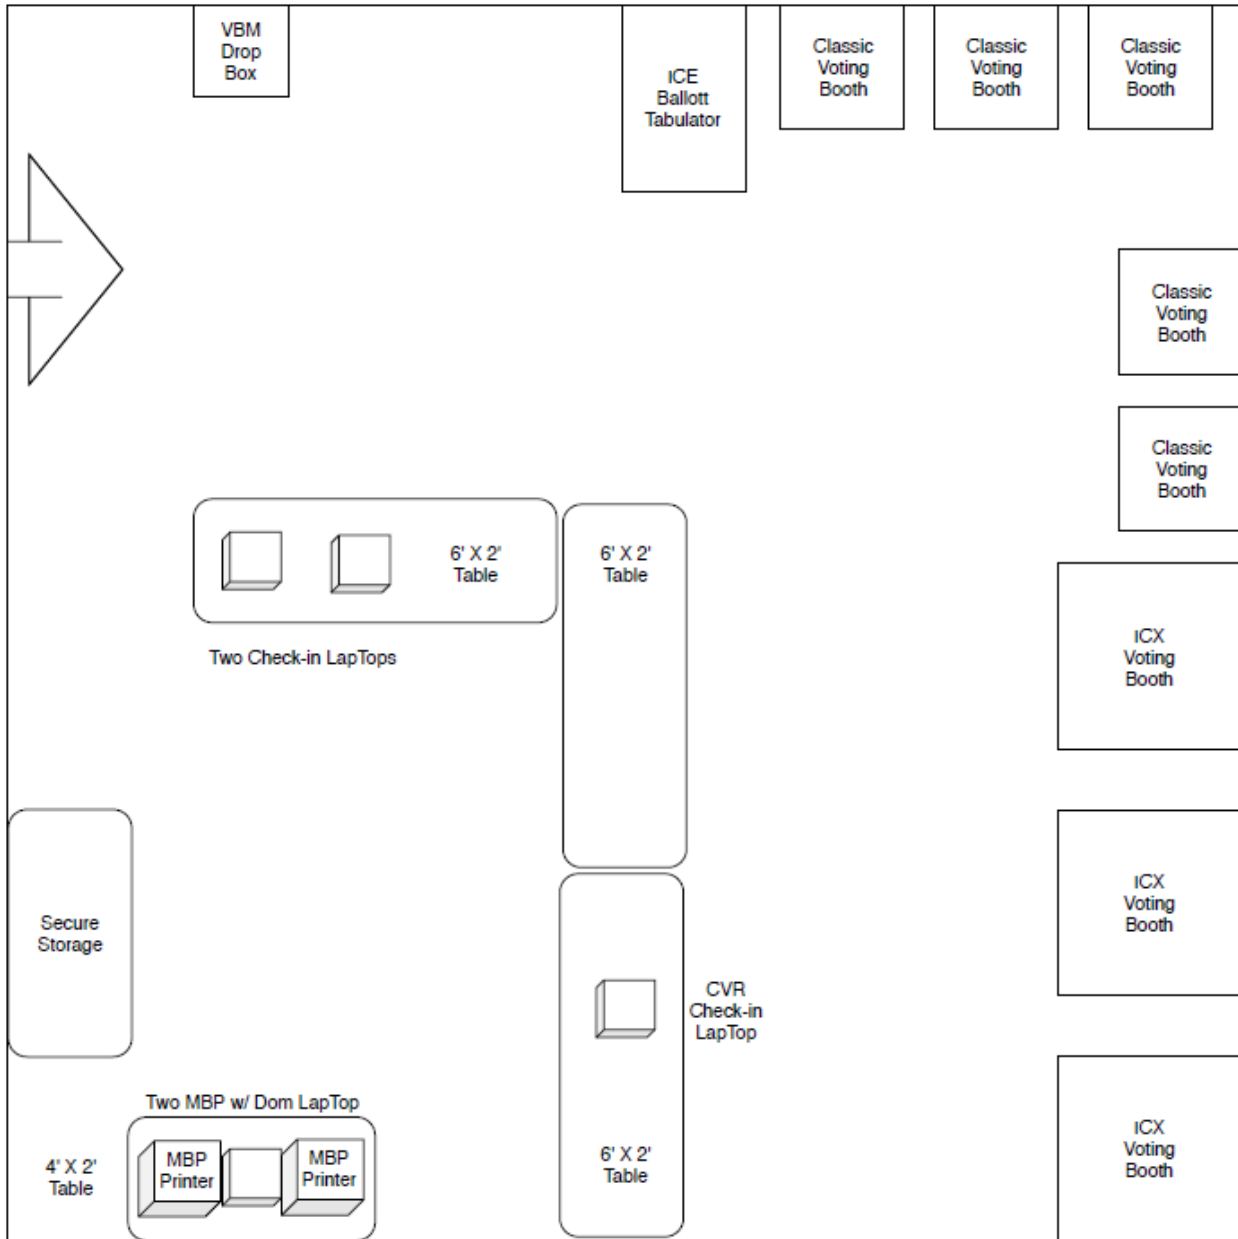 VBM
Drop
Box
ICE
Ballott
Tabulator
Classic
Voting
Booth
Classic
Voting
Booth
Classic
Voting
Booth
Classic
Voting
Booth
Classic
Voting
Booth
6' X 2'
Table
6' X 2'
Table
Two Check-in LapTops
ICX
Voting
Booth
Secure
Storage
ICX
Voting
Booth
CVR
Check-in
LapTop
Two MBP w/ Dom LapTop
4' X 2'
Table
MBP
Printer
MBP
Printer
6' X 2'
Table
ICX
Voting
Booth